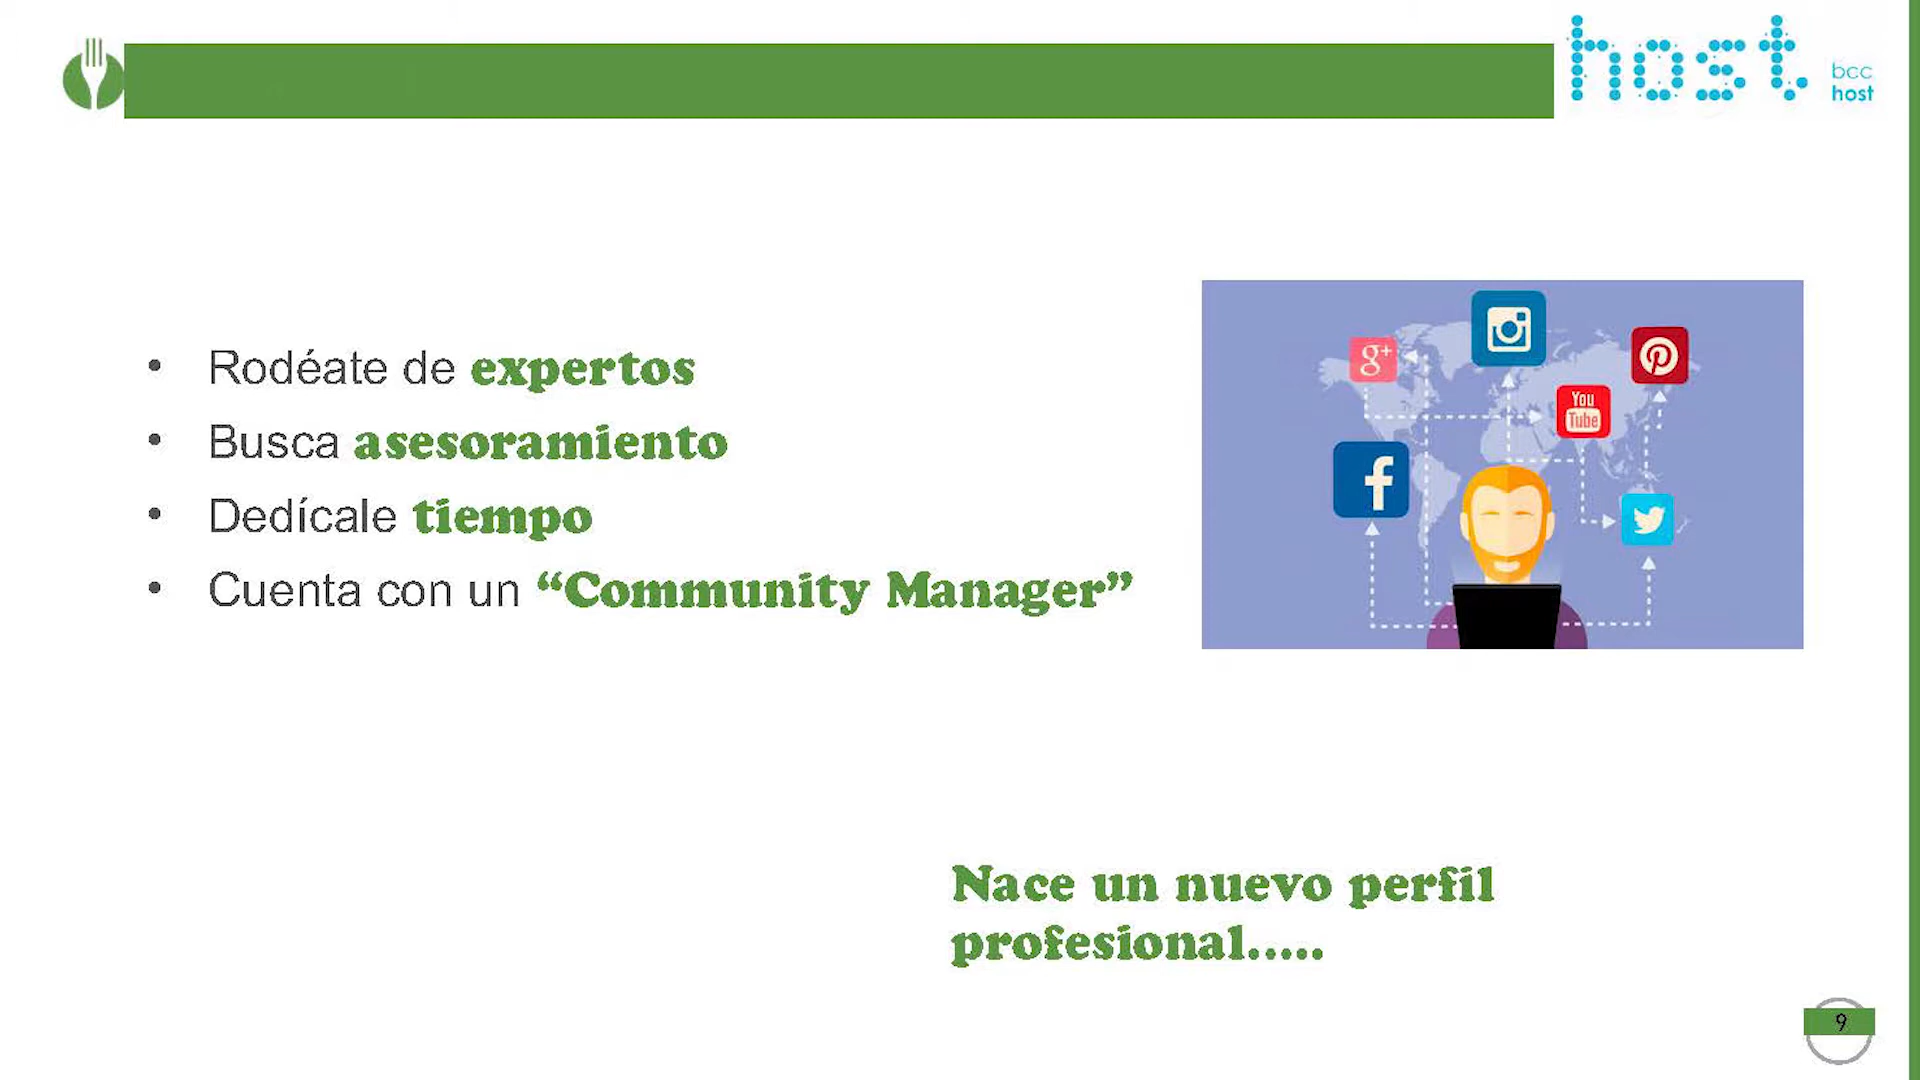 host
bcc
host
• Rodéate de expertos
• Busca asesoramiento
• Dedícale tiempo
• Cuenta con un “Community Manager”
g+
You
Tube
f
Nace un nuevo perfil
profesional.....
9